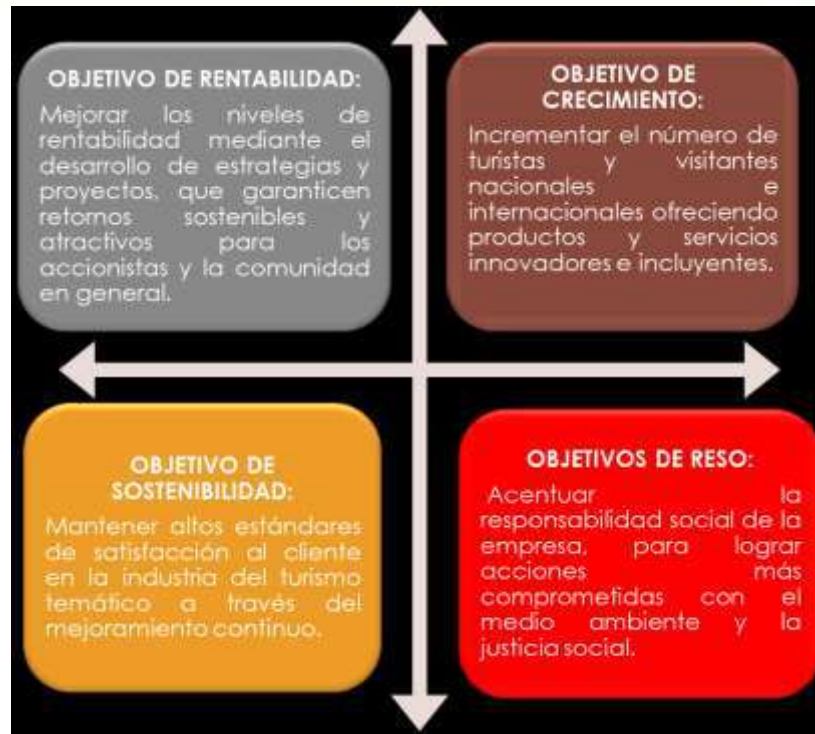 OBJETIVO DE RENTABILIDAD:
Mejorar los niveles de
rentabilidad mediante el
desarrollo de estrategias y
proyectos, que garanticen
retornos sostenibles y
atractivos para los
accionistas y la comunidad
en general.
OBJETIVO DE
CRECIMIENTO:
Incrementar el número de
turistas y visitantes
nacionales e
internacionales ofreciendo
productos y servicios
innovadores e incluyentes.
OBJETIVO DE
SOSTENIBILIDAD:
Mantener altos estándares
de satisfacción al cliente
en la industria del turismo
temático a través del
mejoramiento continuo.
OBJETIVOS DE RESO:
Acentuar la
responsabilidad social de la
empresa, para lograr
acciones más
comprometidas con el
medio ambiente y la
justicia social.